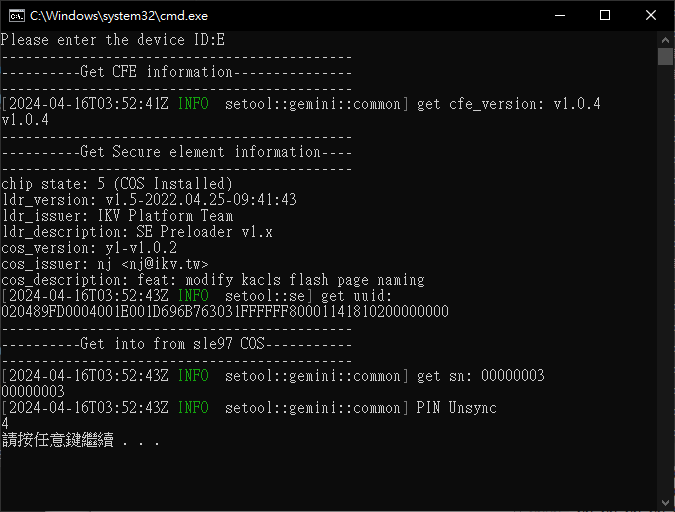 C:\Windows\system32\cmd.exe
Please enter the device ID:E
-------------------------------------------
----------Get CFE information---------------
-------------------------------------------
[2024-04-16T03:52:41Z INFO  setool::gemini::common] get cfe_version: v1.0.4
v1.0.4
-------------------------------------------
----------Get Secure element information----
-------------------------------------------
chip state: 5 (COS Installed)
ldr_version: v1.5-2022.04.25-09:41:43
ldr_issuer: IKV Platform Team
ldr_description: SE Preloader v1.x
cos_version: y1-v1.0.2
cos_issuer: nj <nj@ikv.tw>
cos_description: feat: modify kacls flash page naming
[2024-04-16T03:52:43Z INFO  setool::se] get uuid:
020489FD0004001E001D696B763031FFFFFF80001141810200000000
-------------------------------------------
----------Get into from sle97 COS-----------
-------------------------------------------
[2024-04-16T03:52:43Z INFO  setool::gemini::common] get sn: 00000003
00000003
[2024-04-16T03:52:43Z INFO  setool::gemini::common] PIN Unsync
4
請按任意鍵繼續 . . .